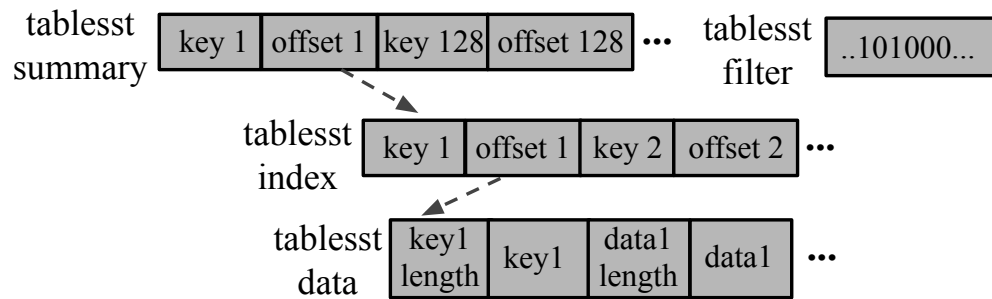 tablesst summary
key 1 offset 1 key 128 offset 128 ...
tablesst filter
..101000...
tablesst index
key 1 offset 1 key 2 offset 2 ...
tablesst data
key1 length key1 data1 length data1 ...